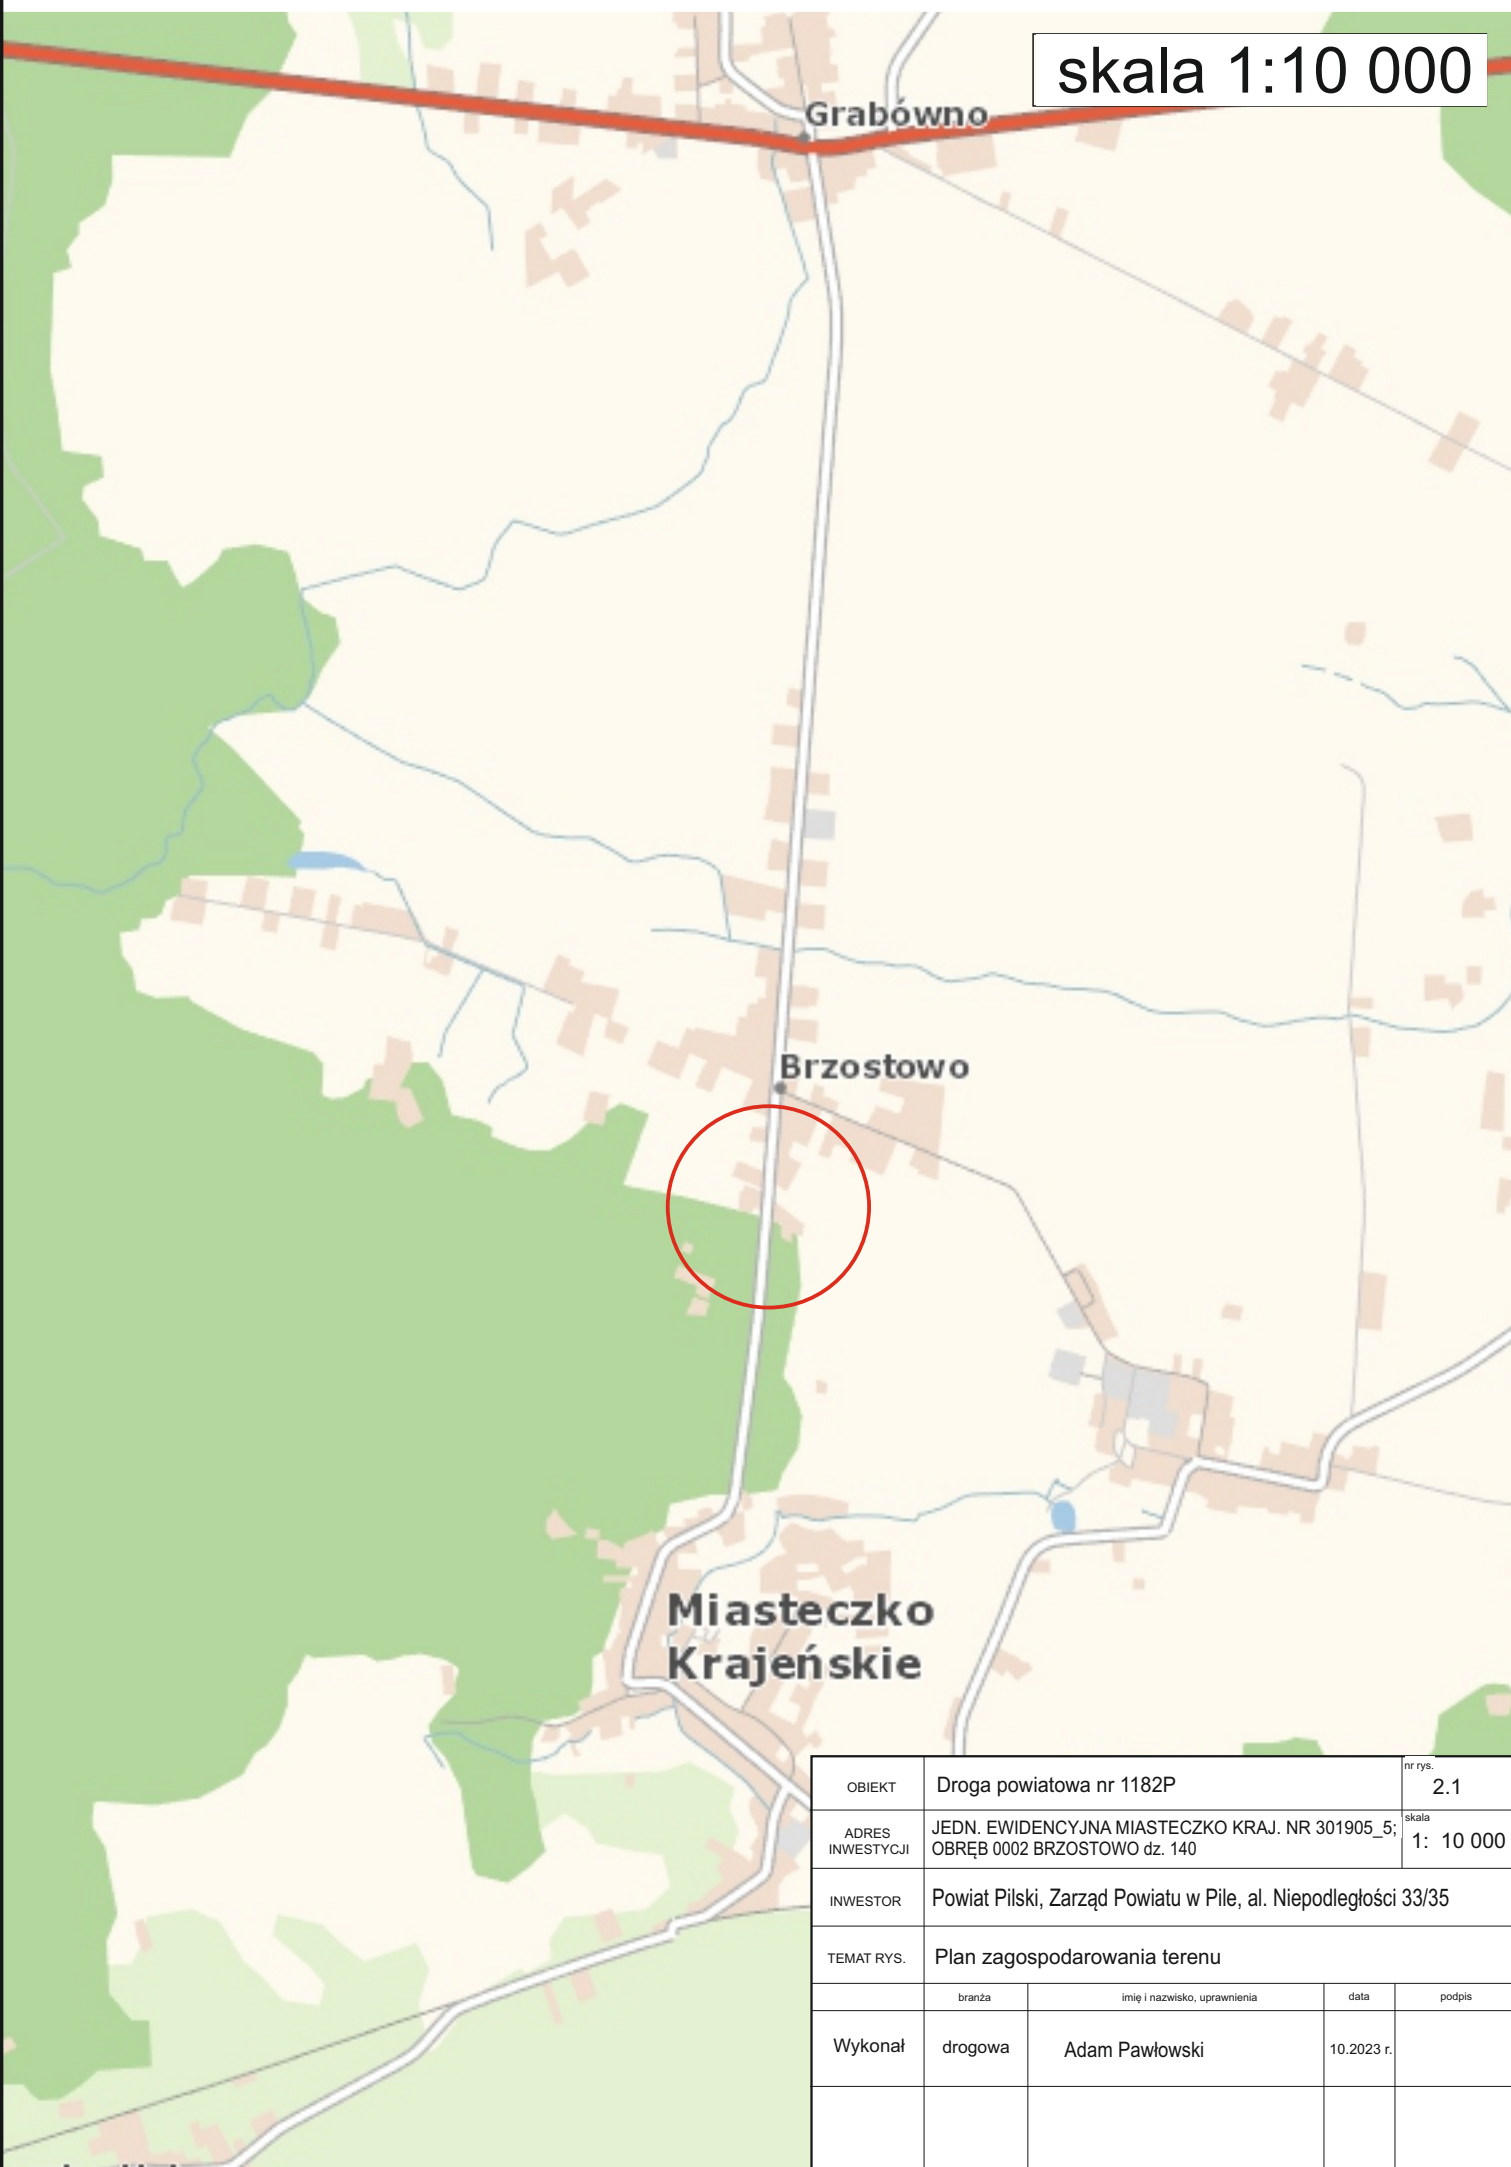 skala 1:10 000
Grabówno
Brzostowo
Miasteczko
Krajeńskie
OBIEKT
Droga powiatowa nr 1182P
nr rys.
2.1
ADRES
INWESTYCJI
JEDN. EWIDENCYJNA MIASTECZKO KRAJ. NR 301905_5;
OBRĘB 0002 BRZOSTOWO dz. 140
skala
1: 10 000
INWESTOR
Powiat Pilski, Zarząd Powiatu w Pile, al. Niepodległości 33/35
TEMAT RYS.
Plan zagospodarowania terenu
branża
imię i nazwisko, uprawnienia
data
podpis
Wykonał
drogowa
Adam Pawłowski
10.2023 r.